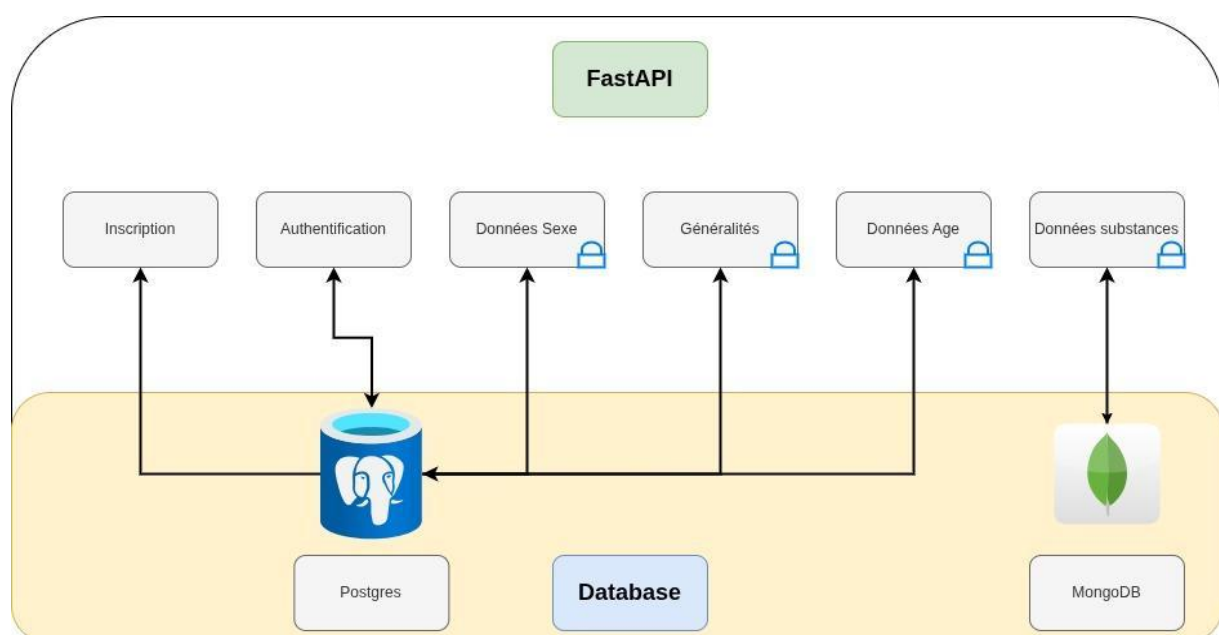 FastAPI
Inscription
Authentification
Données Sexe
Généralités
Données Age
Données substances
Postgres
Database
MongoDB